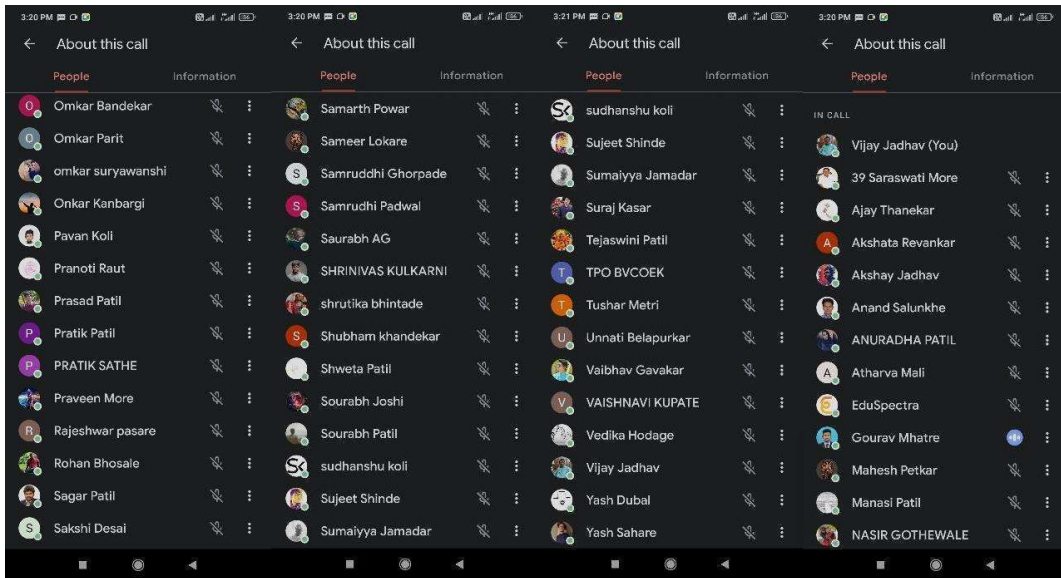 3:20 PM
About this call
People Information
Omkar Bandekar
Omkar Parit
omkar suryawanshi
Onkar Kanbargi
Pavan Koli
Pranoti Raut
Prasad Patil
Pratik Patil
PRATIK SATHE
Praveen More
Rajeshwar pasare
Rohan Bhosale
Sagar Patil
Sakshi Desai
3:20 PM
About this call
People Information
Samarth Powar
Sameer Lokare
Samruddhi Ghorpade
Samrudhi Padwal
Saurabh AG
SHRINIVAS KULKARNI
shrutika bhintade
Shubham khandekar
Shweta Patil
Sourabh Joshi
Sourabh Patil
sudhanshu koli
Sujeet Shinde
Sumaiyya Jamadar
3:21 PM
About this call
People Information
sudhanshu koli
Sujeet Shinde
Sumaiyya Jamadar
Suraj Kasar
Tejaswini Patil
TPO BVCOEK
Tushar Metri
Unnati Belapurkar
Vaibhav Gavakar
VAISHNAVI KUPATE
Vedika Hodage
Vijay Jadhav
Yash Dubal
Yash Sahare
3:20 PM
About this call
People Information
IN CALL
Vijay Jadhav (You)
39 Saraswati More
Ajay Thanekar
Akshata Revankar
Akshay Jadhav
Anand Salunkhe
ANURADHA PATIL
Atharva Mali
EduSpectra
Gourav Mhatre
Mahesh Petkar
Manasi Patil
NASIR GOTHEWALE